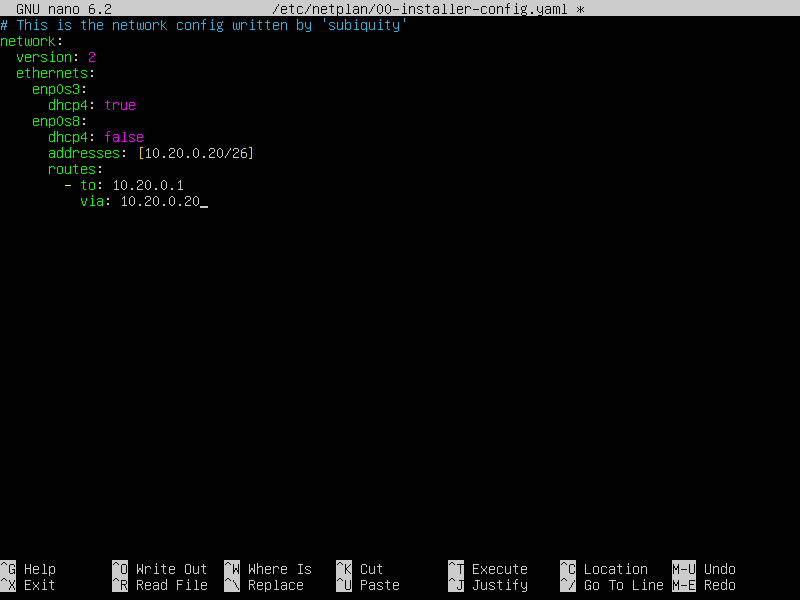 GNU nano 6.2 /etc/netplan/00-installer-config.yaml *
# This is the network config written by 'subiquity'
network:
  version: 2
  ethernets:
    enp0s3:
      dhcp4: true
    enp0s8:
      dhcp4: false
      addresses: [10.20.0.20/26]
      routes:
        - to: 10.20.0.1
          via: 10.20.0.20_
^G Help ^O Write Out ^W Where Is ^K Cut ^T Execute ^C Location M-U Undo
^X Exit ^R Read File ^\ Replace ^U Paste ^J Justify ^/ Go To Line M-E Redo